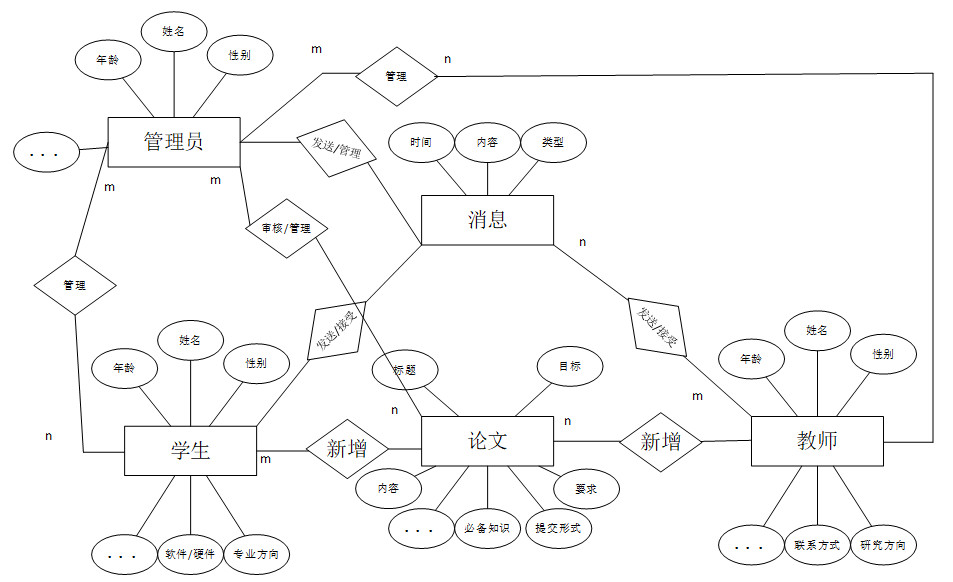 姓名
年龄
性别
m
管理
n
管理员
. . .
发送/管理
时间
内容
类型
m
m
消息
审核/管理
n
管理
发送/接受
发送/接受
姓名
年龄
性别
标题
目标
姓名
年龄
性别
m
n
n
n
学生
m
新增
论文
新增
教师
内容
要求
. . .
必备知识
提交形式
. . .
软件/硬件
专业方向
. . .
联系方式
研究方向